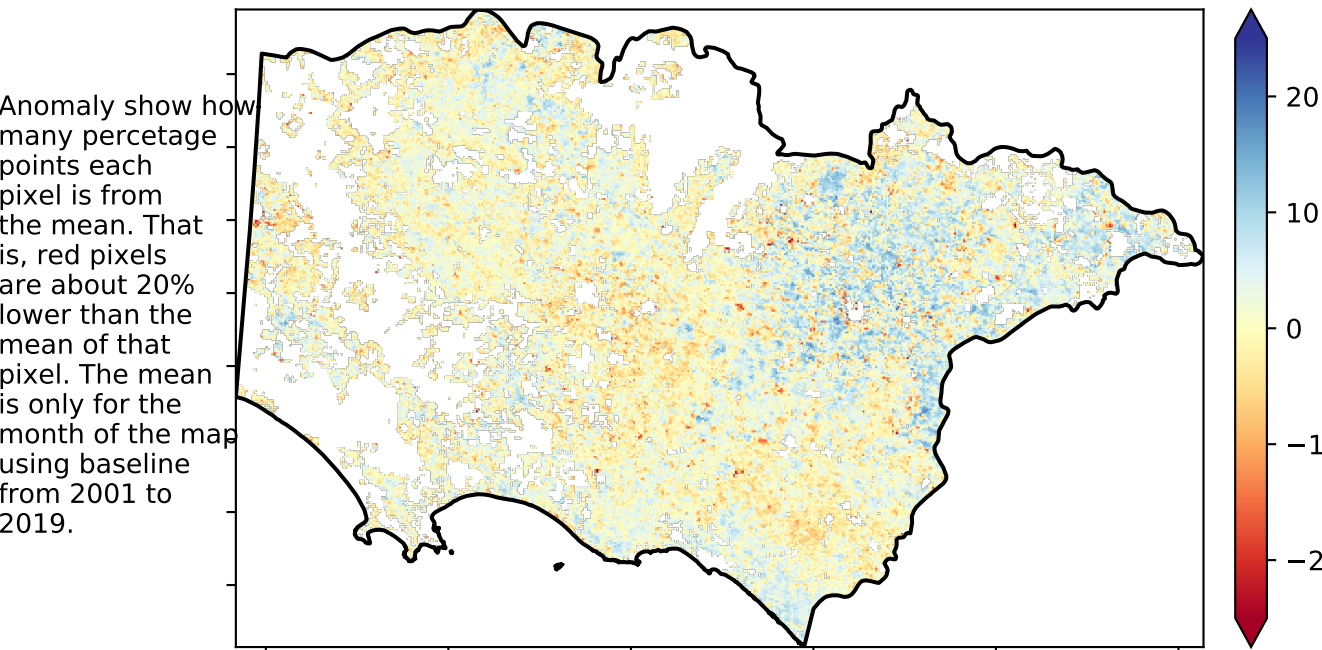 Anomaly show how
many percetage
points each
pixel is from
the mean. That
is, red pixels
are about 20%
lower than the
mean of that
pixel. The mean
is only for the
month of the map
using baseline
from 2001 to
2019.
20
10
0
−1
−2